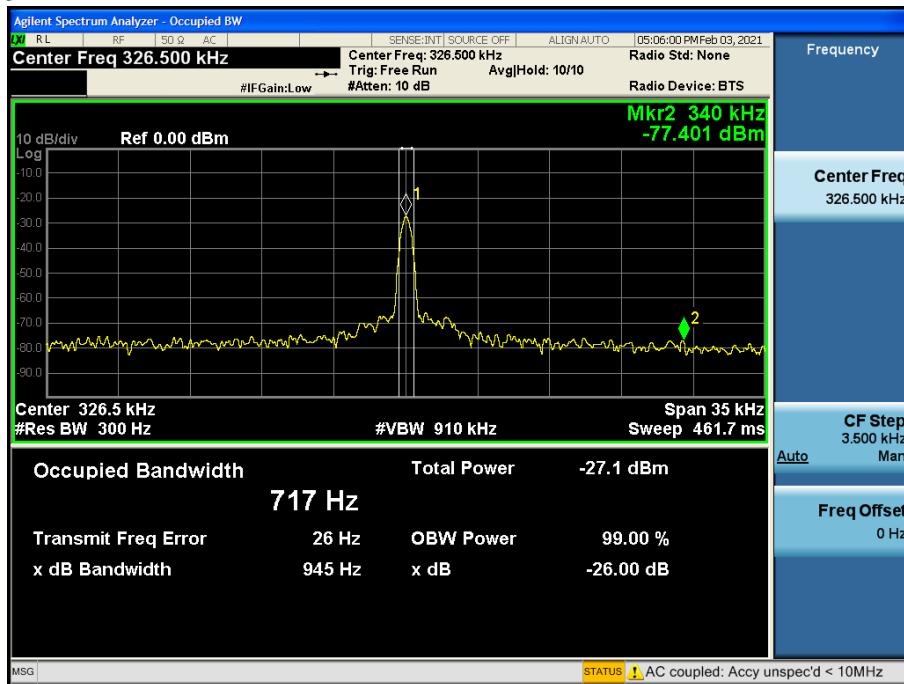 Agilent Spectrum Analyzer - Occupied BW
LXI RL RF 50 Ω AC SENSE:INT SOURCE OFF ALIGN AUTO 05:06:00 PM Feb 03, 2021
Center Freq 326.500 kHz Center Freq: 326.500 kHz Radio Std: None Frequency
Trig: Free Run Avg|Hold: 10/10
#IFGain:Low #Atten: 10 dB Radio Device: BTS
Mkr2 340 kHz
10 dB/div Ref 0.00 dBm -77.401 dBm
Log
-10.0
-20.0
-30.0
-40.0
-50.0
-60.0
-70.0
-80.0
-90.0
1
2
Center 326.5 kHz Span 35 kHz
#Res BW 300 Hz #VBW 910 kHz Sweep 461.7 ms
Occupied Bandwidth Total Power -27.1 dBm
717 Hz
Transmit Freq Error 26 Hz OBW Power 99.00 %
x dB Bandwidth 945 Hz x dB -26.00 dB
Center Freq
326.500 kHz
CF Step
3.500 kHz
Auto Man
Freq Offset
0 Hz
MSG STATUS AC coupled: Accy unspec'd < 10MHz